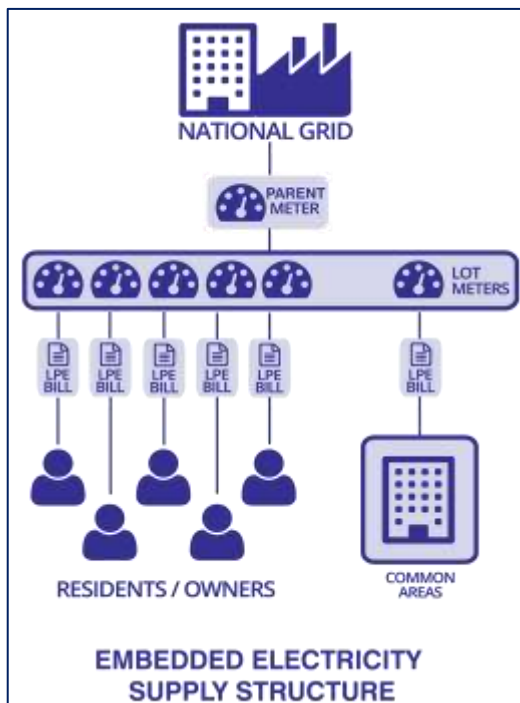 NATIONAL GRID
PARENT
METER
LOT
METERS
LPE
BILL
LPE
BILL
LPE
BILL
LPE
BILL
LPE
BILL
LPE
BILL
RESIDENTS / OWNERS
COMMON
AREAS
EMBEDDED ELECTRICITY
SUPPLY STRUCTURE